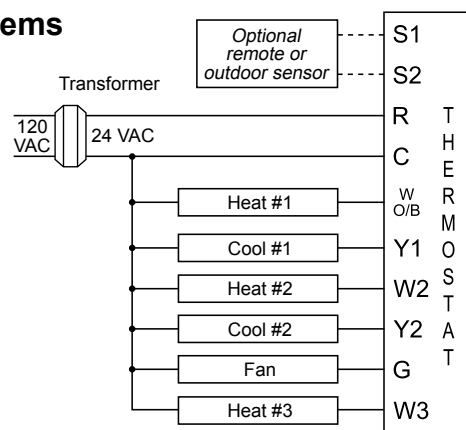 ems
Optional
remote or
outdoor sensor
S1
S2
Transformer
120
VAC
24 VAC
R
C
Heat #1
W
O/B
Cool #1
Y1
Heat #2
W2
Cool #2
Y2
Fan
G
Heat #3
W3
THERMOSTAT